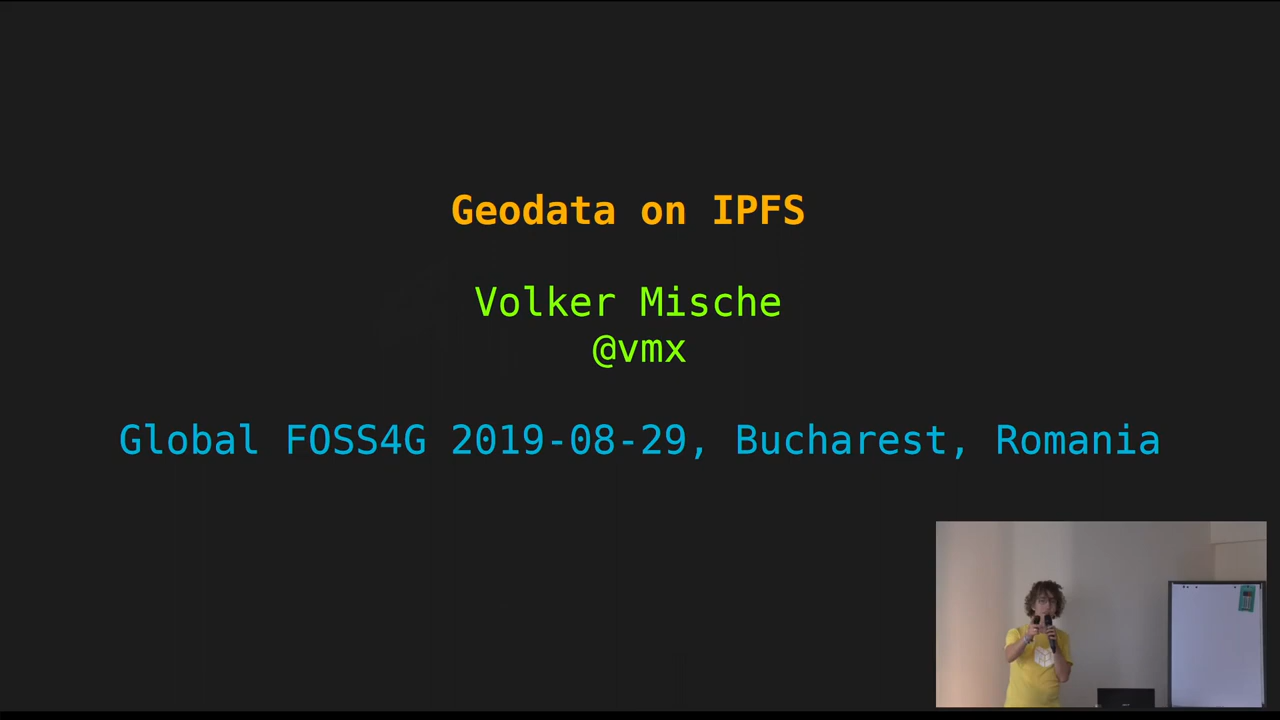 Geodata on IPFS
Volker Mische
@vmx
Global FOSS4G 2019-08-29, Bucharest, Romania